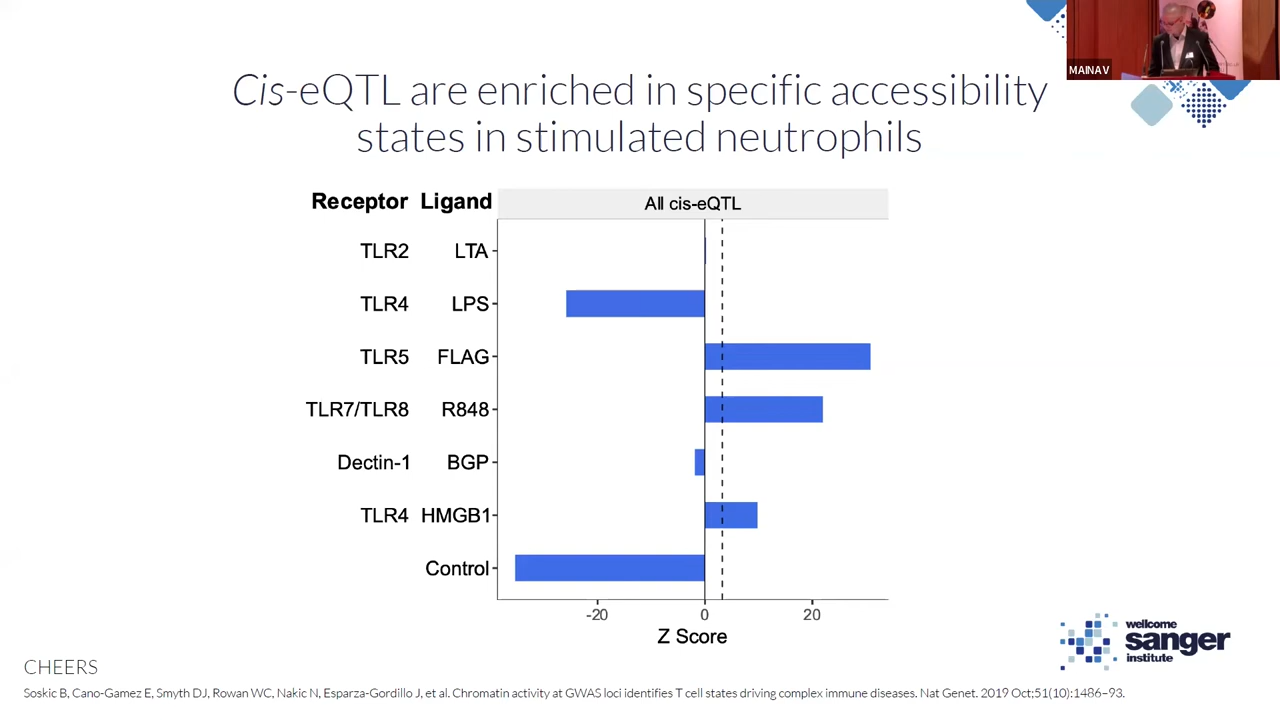 MAINAV
Cis-eQTL are enriched in specific accessibility
states in stimulated neutrophils
Receptor Ligand
All cis-eQTL
TLR2 LTA
TLR4 LPS
TLR5 FLAG
TLR7/TLR8 R848
Dectin-1 BGP
TLR4 HMGB1
Control
-20 0 20
Z Score
wellcome
sanger
institute
CHEERS
Soskic B, Cano-Gamez E, Smyth DJ, Rowan WC, Nakic N, Esparza-Gordillo J, et al. Chromatin activity at GWAS loci identifies T cell states driving complex immune diseases. Nat Genet. 2019 Oct;51(10):1486–93.